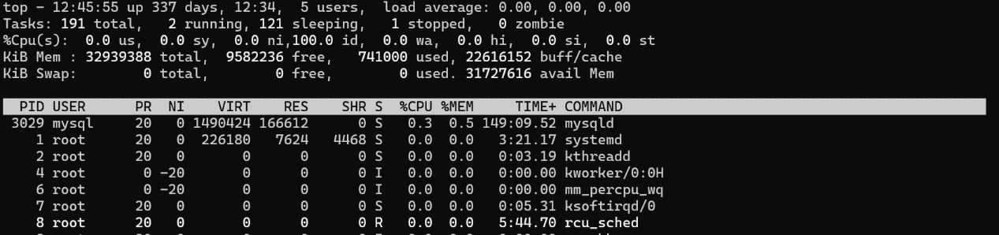 top - 12:45:55 up 337 days, 12:34,  5 users,  load average: 0.00, 0.00, 0.00
Tasks: 191 total,   2 running, 121 sleeping,   1 stopped,   0 zombie
%Cpu(s):  0.0 us,  0.0 sy,  0.0 ni,100.0 id,  0.0 wa,  0.0 hi,  0.0 si,  0.0 st
KiB Mem : 32939388 total,  9582236 free,   741000 used, 22616152 buff/cache
KiB Swap:        0 total,        0 free,        0 used. 31727616 avail Mem
  PID USER      PR  NI    VIRT    RES    SHR S  %CPU %MEM     TIME+ COMMAND
 3029 mysql     20   0 1490424 166612      0 S   0.3  0.5 149:09.52 mysqld
    1 root      20   0  226180   7624   4468 S   0.0  0.0   3:21.17 systemd
    2 root      20   0       0      0      0 S   0.0  0.0   0:03.19 kthreadd
    4 root       0 -20       0      0      0 I   0.0  0.0   0:00.00 kworker/0:0H
    6 root       0 -20       0      0      0 I   0.0  0.0   0:00.00 mm_percpu_wq
    7 root      20   0       0      0      0 S   0.0  0.0   0:05.31 ksoftirqd/0
    8 root      20   0       0      0      0 R   0.0  0.0   5:44.70 rcu_sched